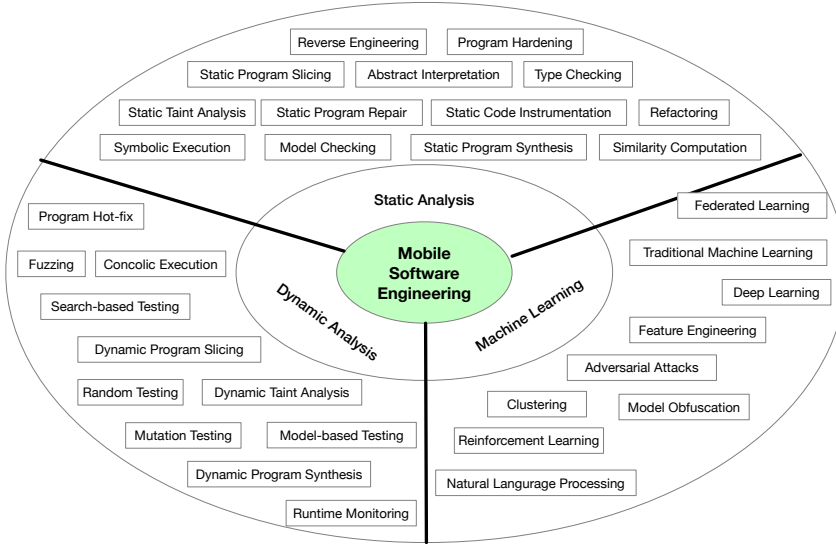 Reverse Engineering
Program Hardening
Static Program Slicing
Abstract Interpretation
Type Checking
Static Taint Analysis
Static Program Repair
Static Code Instrumentation
Refactoring
Symbolic Execution
Model Checking
Static Program Synthesis
Similarity Computation
Static Analysis
Mobile
Software
Engineering
Dynamic Analysis
Machine Learning
Program Hot-fix
Fuzzing
Concolic Execution
Search-based Testing
Dynamic Program Slicing
Random Testing
Dynamic Taint Analysis
Mutation Testing
Model-based Testing
Dynamic Program Synthesis
Runtime Monitoring
Federated Learning
Traditional Machine Learning
Deep Learning
Feature Engineering
Adversarial Attacks
Clustering
Model Obfuscation
Reinforcement Learning
Natural Langurage Processing